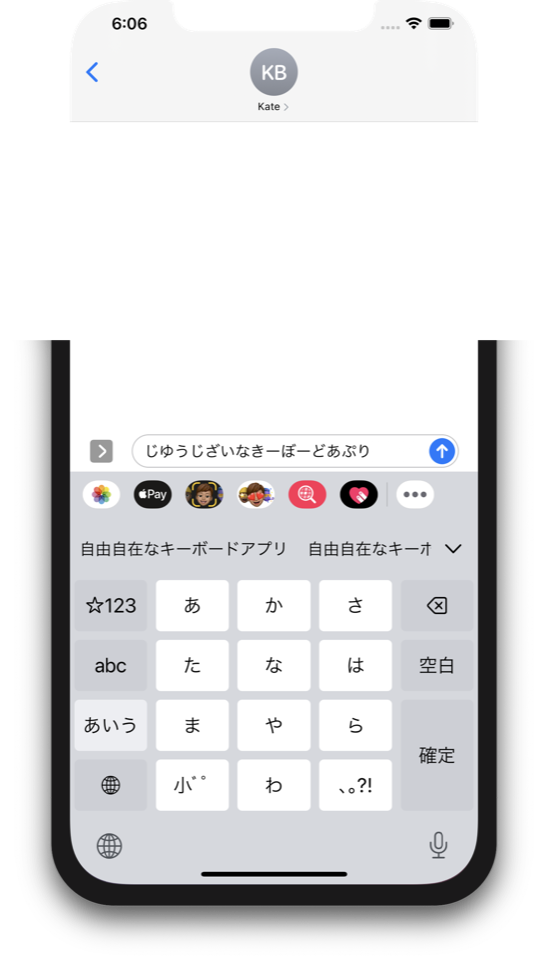 6:06
KB
Kate
じゆうじざいなきーぼーどあぷり
Pay
自由自在なキーボードアプリ 自由自在なキーボ
☆123 あ か さ
abc た な は 空白
あいう ま や ら
確定
小゛゜ わ 、。?!